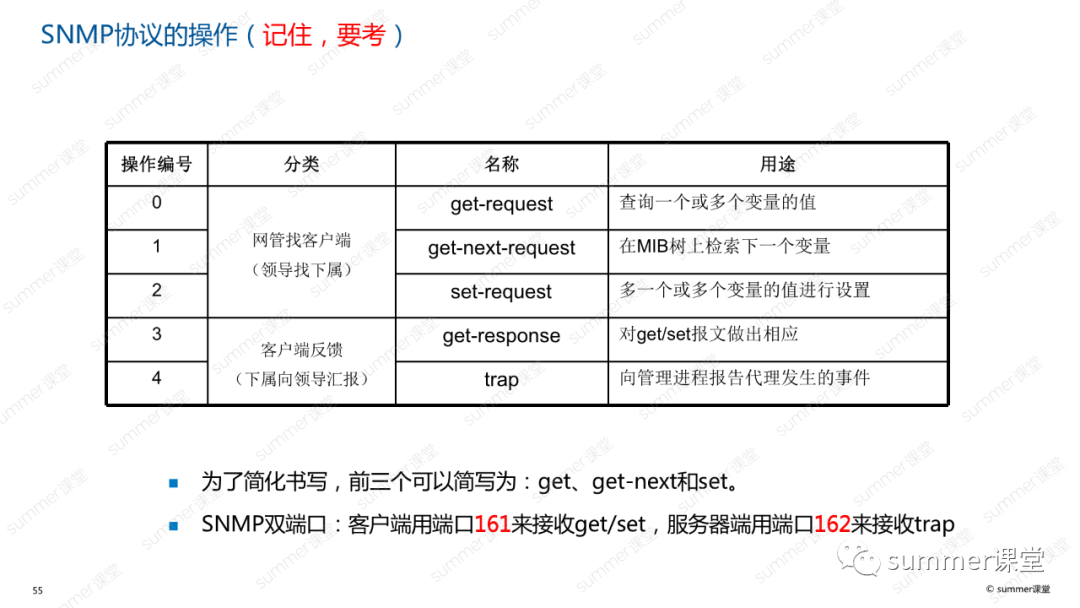 SNMP协议的操作（记住，要考）
操作编号 分类 名称 用途
0 get-request 查询一个或多个变量的值
网管找客户端
1 get-next-request 在MIB树上检索下一个变量
（领导找下属）
2 set-request 多一个或多个变量的值进行设置
3 get-response 对get/set报文做出相应
客户端反馈
4 （下属向领导汇报） trap 向管理进程报告代理发生的事件
为了简化书写，前三个可以简写为：get、get-next和set。
SNMP双端口：客户端用端口161来接收get/set，服务器端用端口162来接收trap
summer课堂
55
© summer课堂